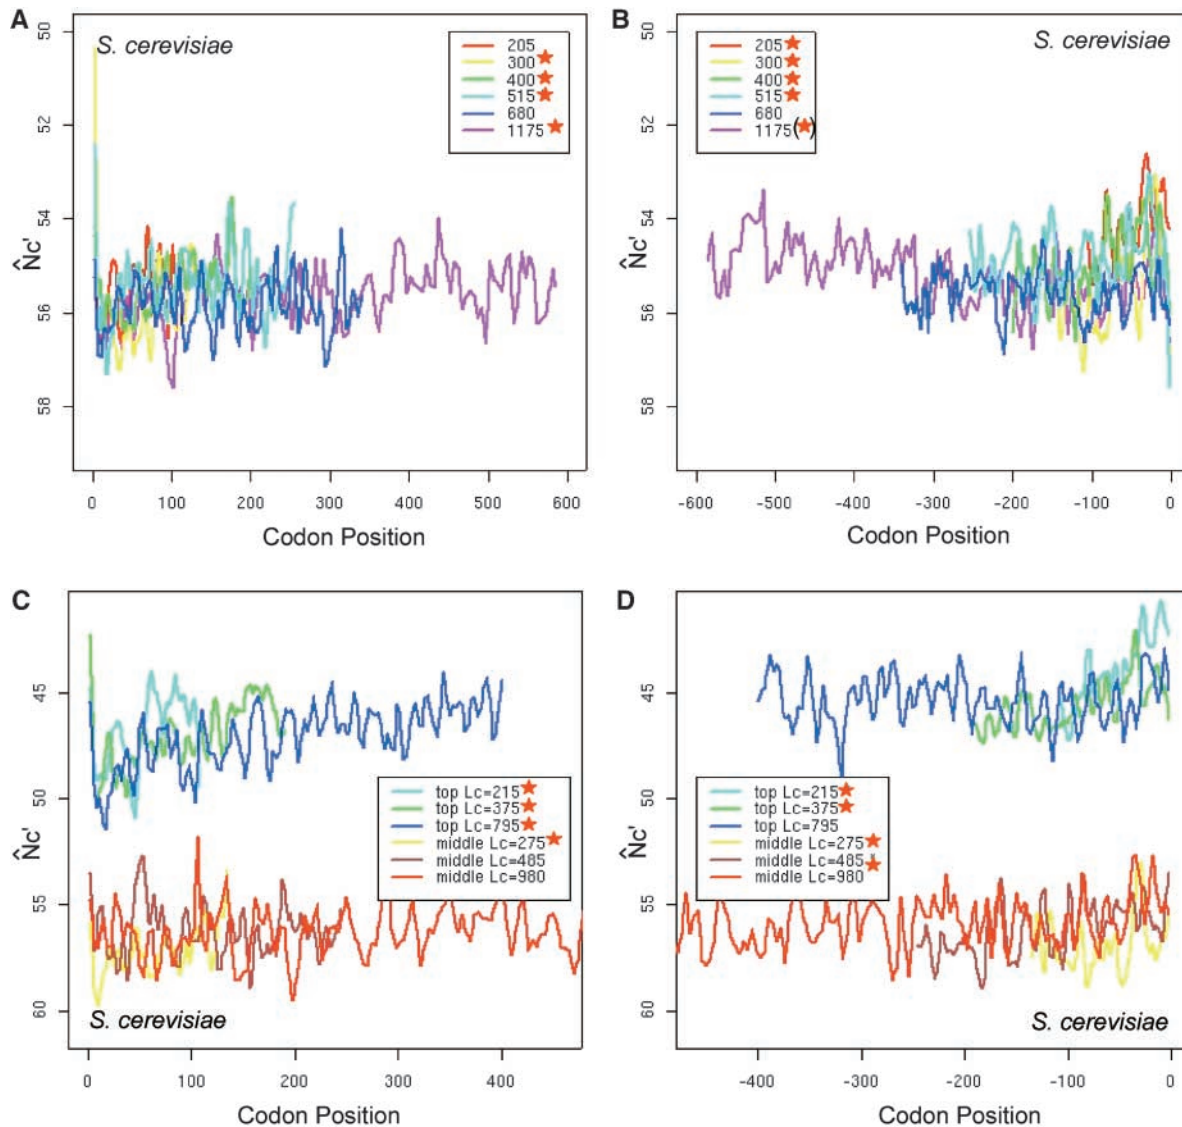 A
S. cerevisiae
50
52
54
56
58
N̂c'
205★
300★
400★
515★
680
1175★
0 100 200 300 400 500 600
Codon Position
B
S. cerevisiae
50
52
54
56
58
N̂c'
205★
300★
400★
515★
680
1175(★)
-600 -500 -400 -300 -200 -100 0
Codon Position
C
45
50
55
60
N̂c'
top Lc=215★
top Lc=375★
top Lc=795★
middle Lc=275★
middle Lc=485
middle Lc=980
S. cerevisiae
0 100 200 300 400
Codon Position
D
45
50
55
60
N̂c'
top Lc=215★
top Lc=375★
top Lc=795
middle Lc=275★
middle Lc=485★
middle Lc=980
S. cerevisiae
-400 -300 -200 -100 0
Codon Position